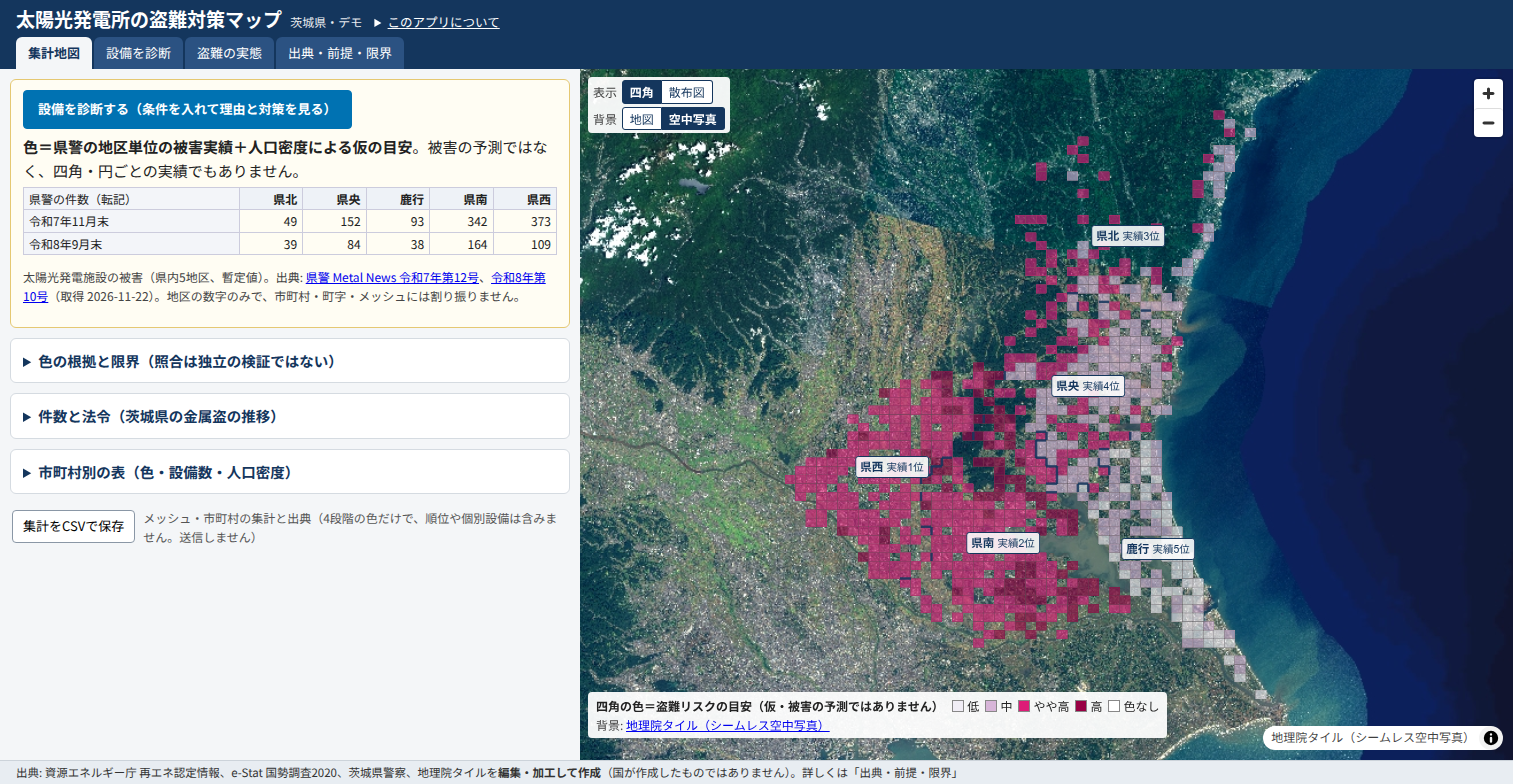 太陽光発電所の盗難対策マップ 茨城県・デモ ▶ このアプリについて
集計地図 設備を診断 盗難の実態 出典・前提・限界
設備を診断する（条件を入れて理由と対策を見る）
色＝県警の地区単位の被害実績＋人口密度による仮の目安。被害の予測ではな
く、四角・円ごとの実績でもありません。
県警の件数（転記） 県北 県央 鹿行 県南 県西
令和7年11月末 49 152 93 342 373
令和8年9月末 39 84 38 164 109
太陽光発電施設の被害（県内5地区、暫定値）。出典: 県警 Metal News 令和7年第12号、令和8年第
10号（取得 2026-11-22）。地区の数字のみで、市町村・町字・メッシュには割り振りません。
▶ 色の根拠と限界（照合は独立の検証ではない）
▶ 件数と法令（茨城県の金属盗の推移）
▶ 市町村別の表（色・設備数・人口密度）
集計をCSVで保存
メッシュ・市町村の集計と出典（4段階の色だけで、順位や個別設備は含みま
せん。送信しません）
表示 四角 散布図
背景 地図 空中写真
+
−
県北 実績3位
県央 実績4位
県西 実績1位
県南 実績2位
鹿行 実績5位
四角の色＝盗難リスクの目安（仮・被害の予測ではありません） 低 中 やや高 高 色なし
背景: 地理院タイル（シームレス空中写真）
地理院タイル（シームレス空中写真）
出典: 資源エネルギー庁 再エネ認定情報、e-Stat 国勢調査2020、茨城県警察、地理院タイルを編集・加工して作成（国が作成したものではありません）。詳しくは「出典・前提・限界」